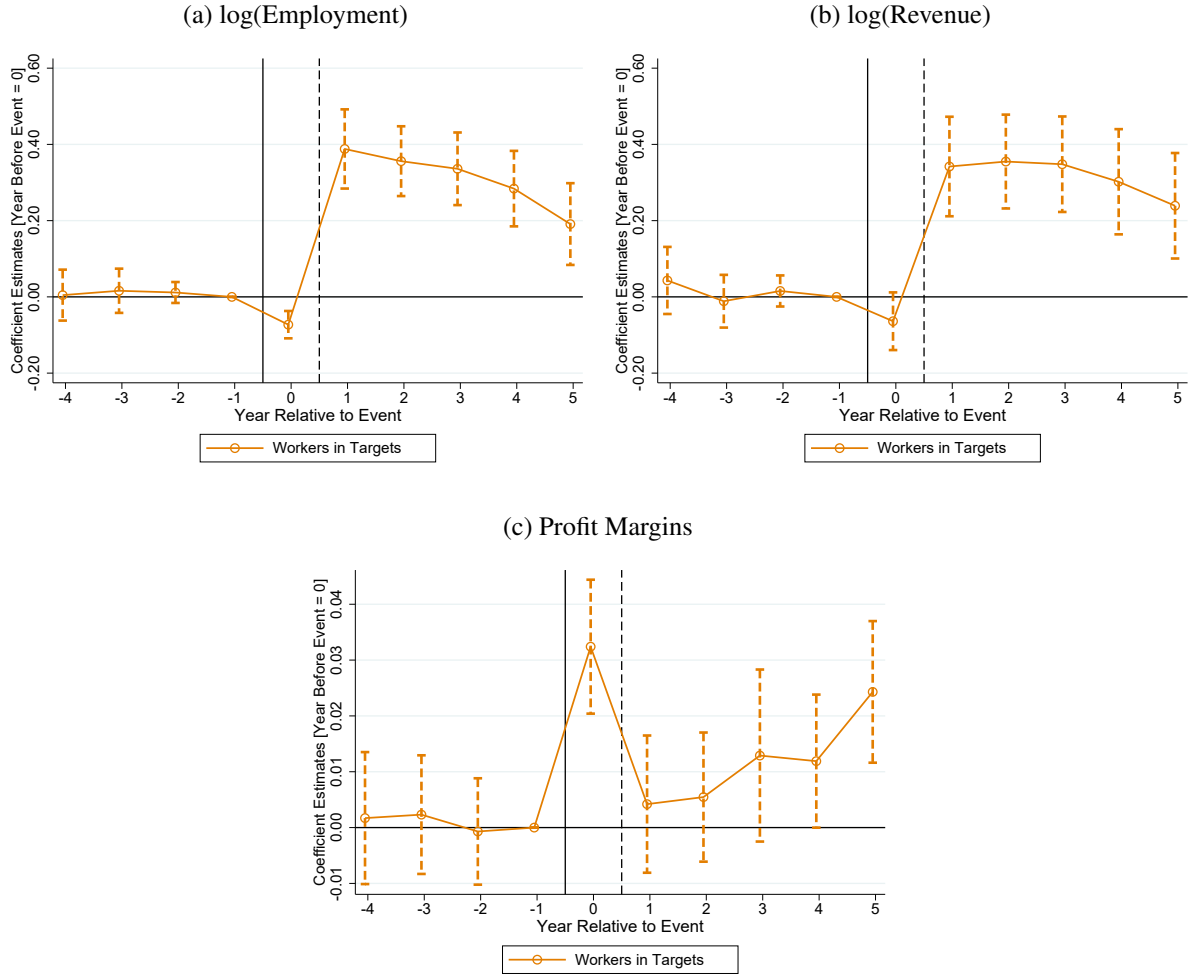 (a) log(Employment)
Coefficient Estimates [Year Before Event = 0]
0.60
0.40
0.20
0.00
-0.20
-4 -3 -2 -1 0 1 2 3 4 5
Year Relative to Event
Workers in Targets
(b) log(Revenue)
Coefficient Estimates [Year Before Event = 0]
0.60
0.40
0.20
0.00
-0.20
-4 -3 -2 -1 0 1 2 3 4 5
Year Relative to Event
Workers in Targets
(c) Profit Margins
Coefficient Estimates [Year Before Event = 0]
0.04
0.03
0.02
0.01
0.00
-0.01
-4 -3 -2 -1 0 1 2 3 4 5
Year Relative to Event
Workers in Targets